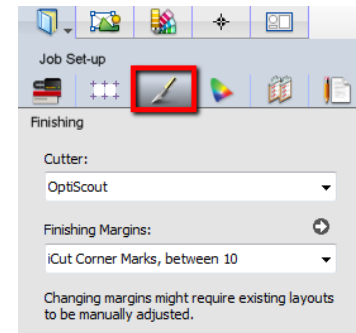 Job Set-up
Finishing
Cutter:
OptiScout
Finishing Margins:
iCut Corner Marks, between 10
Changing margins might require existing layouts
to be manually adjusted.